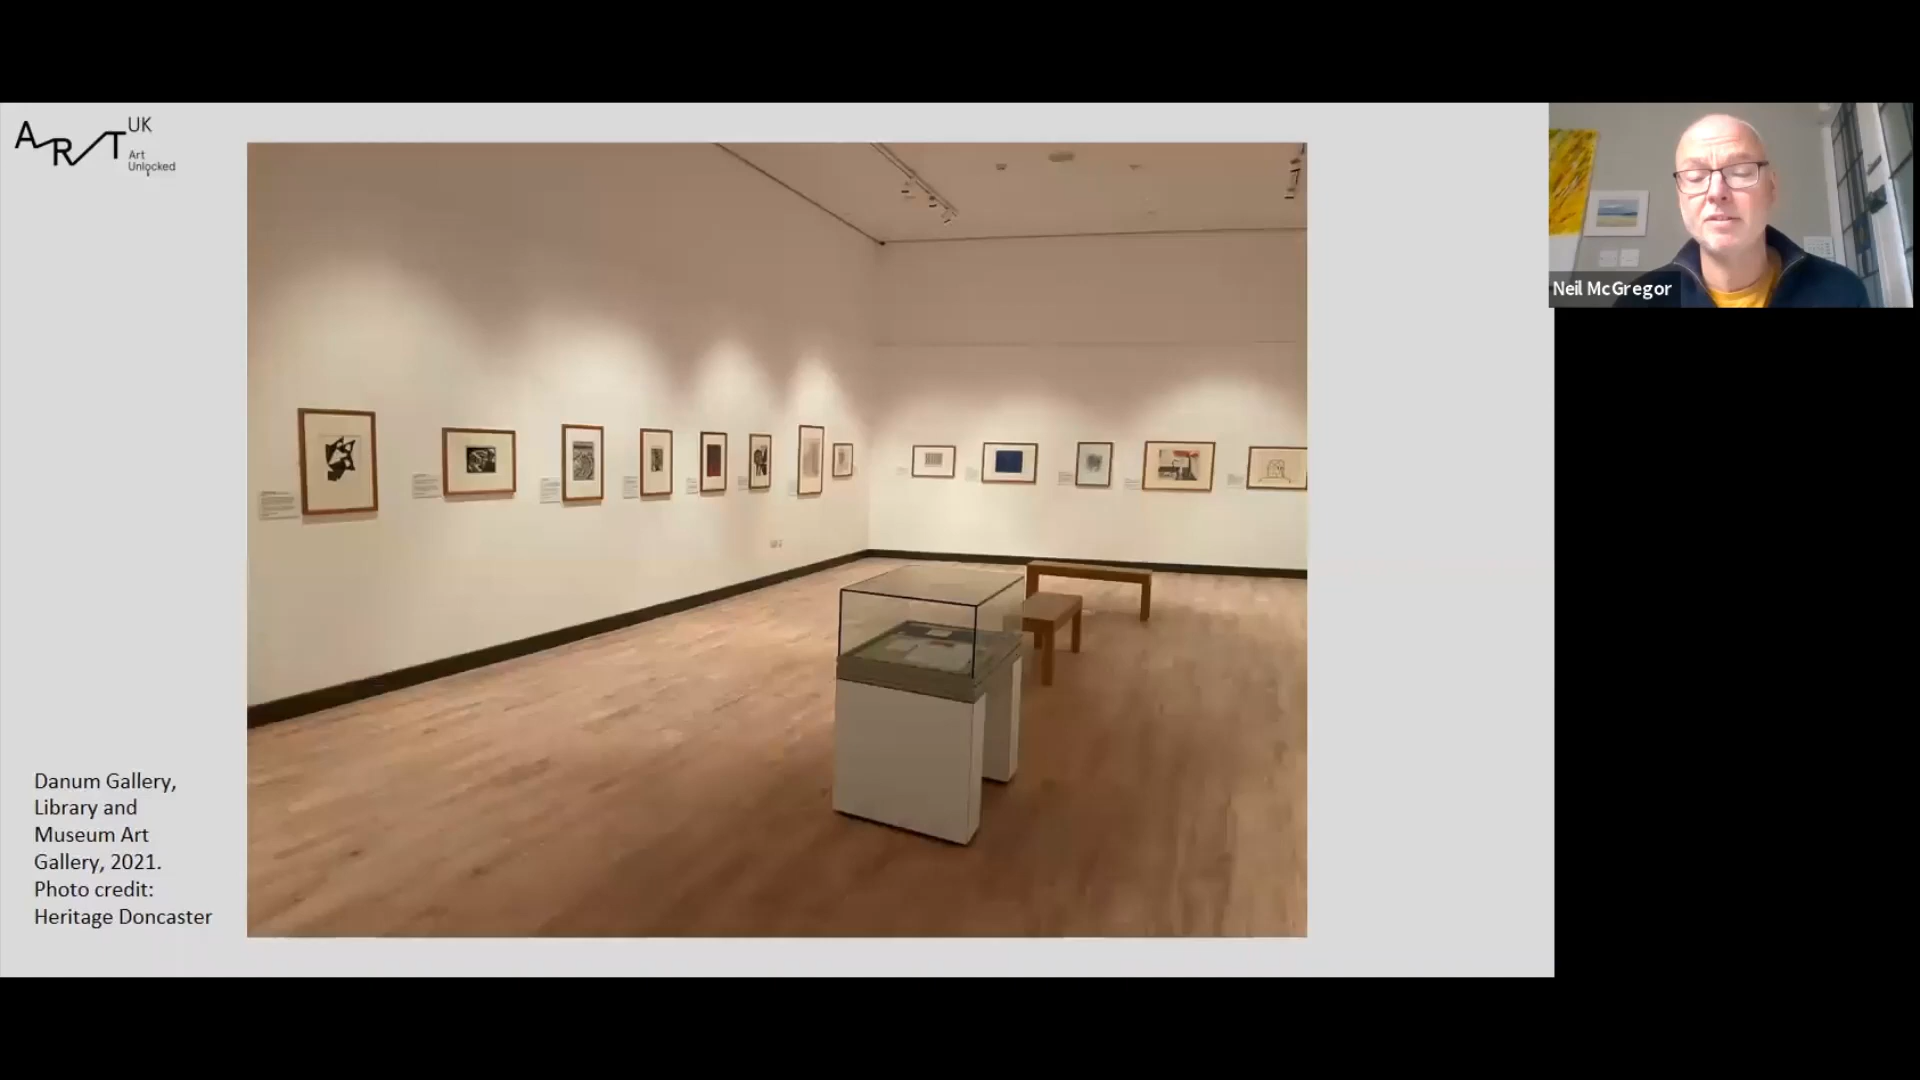 ART UK
Art
Unlocked
Neil McGregor
Danum Gallery,
Library and
Museum Art
Gallery, 2021.
Photo credit:
Heritage Doncaster